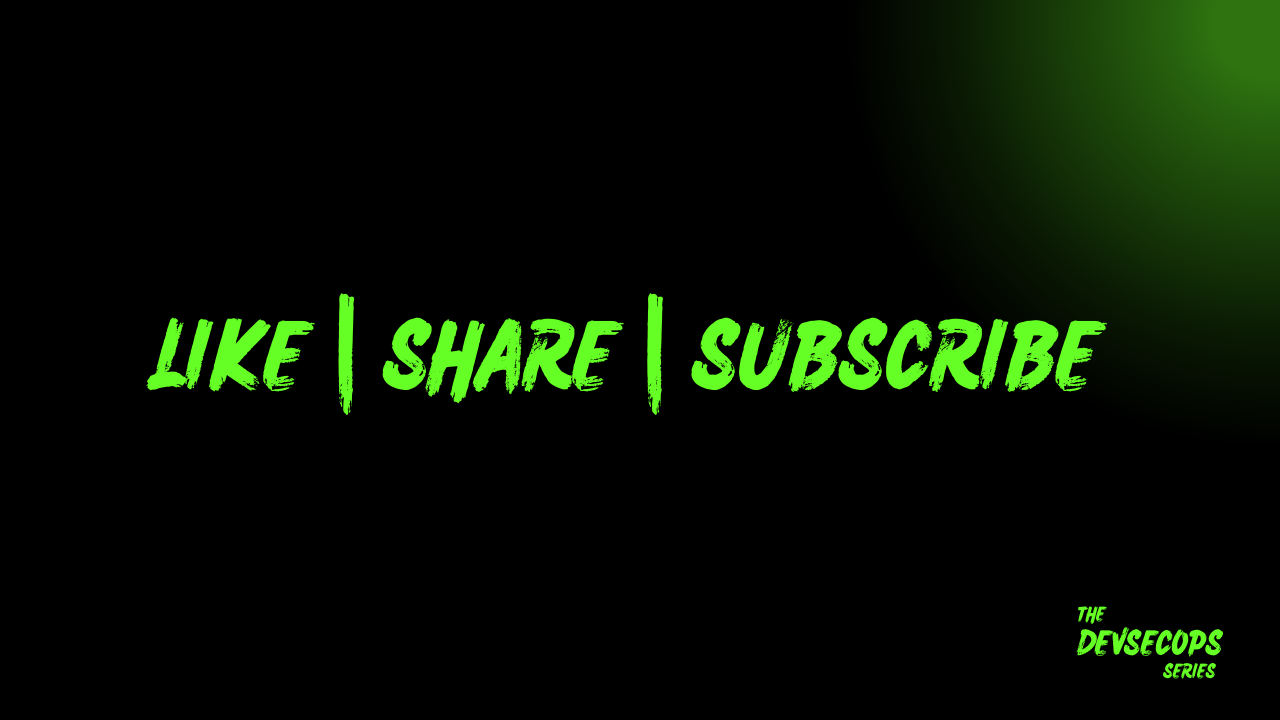 LIKE | SHARE | SUBSCRIBE
THE
DEVSECOPS
SERIES